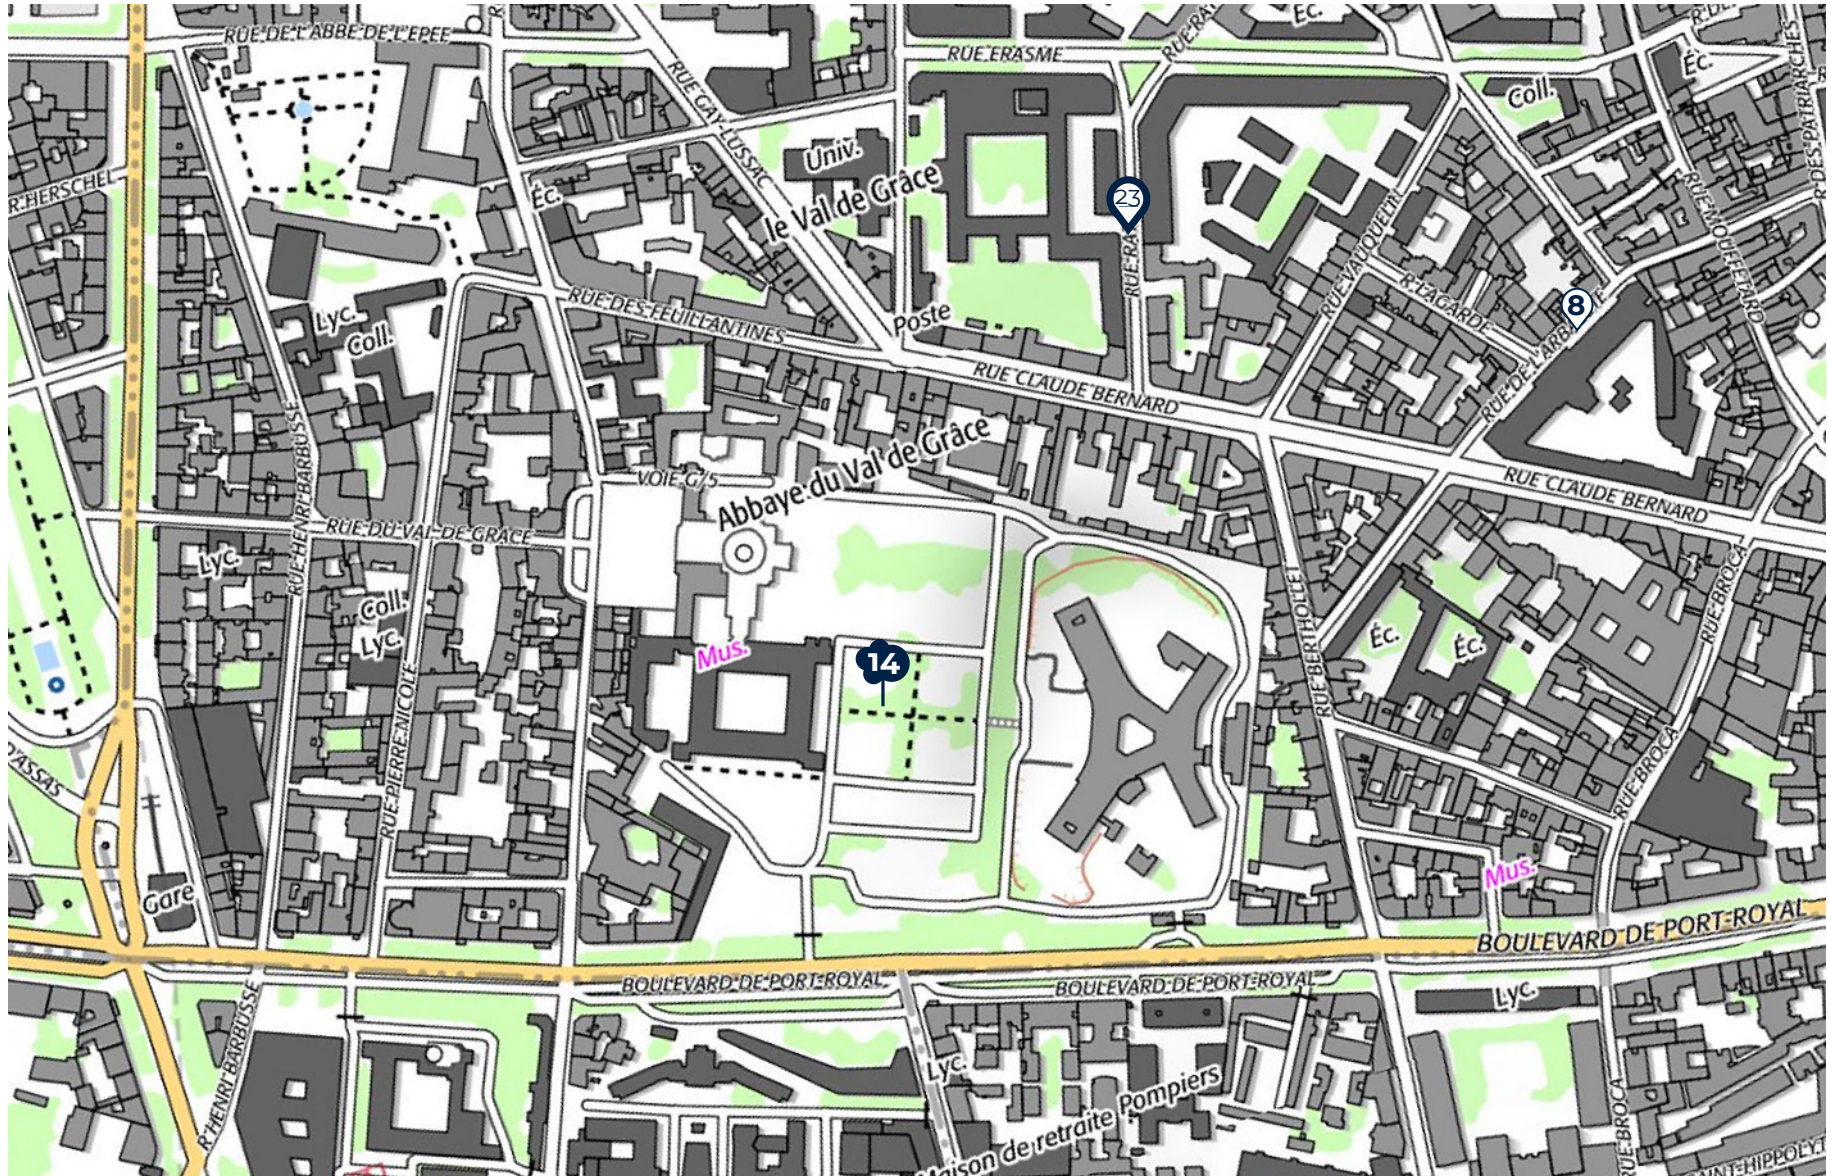 RUE DE L'ABBE DE L'EPEE
RUE ERASME
Éc.
RUE GAY-LUSSAC
Coll.
Éc.
R DES PATRIARCHES
Univ.
R HERSCHEL
Éc.
le Val de Grâce
23
RUE VAUQUELIN
RUE MOUFFETARD
RUE DES FEUILLANTINES
Poste
R LAGARDE
8
Lyc.
Coll.
RUE CLAUDE BERNARD
RUE HENRI BARBUSSE
VOIE G/5
Abbaye du Val de Grâce
RUE CLAUDE BERNARD
RUE DU VAL DE GRACE
Lyc.
Coll.
Lyc.
Mus.
14
RUE BERTHOLLET
Éc.
Éc.
RUE BROCA
RUE PIERRE NICOLE
D'ASSAS
RUE BROCA
Gare
Mus.
BOULEVARD DE PORT-ROYAL
BOULEVARD DE PORT-ROYAL
BOULEVARD DE PORT-ROYAL
Lyc.
R HENRI BARBUSSE
Lyc.
Maison de retraite Pompiers
RUE BROCA